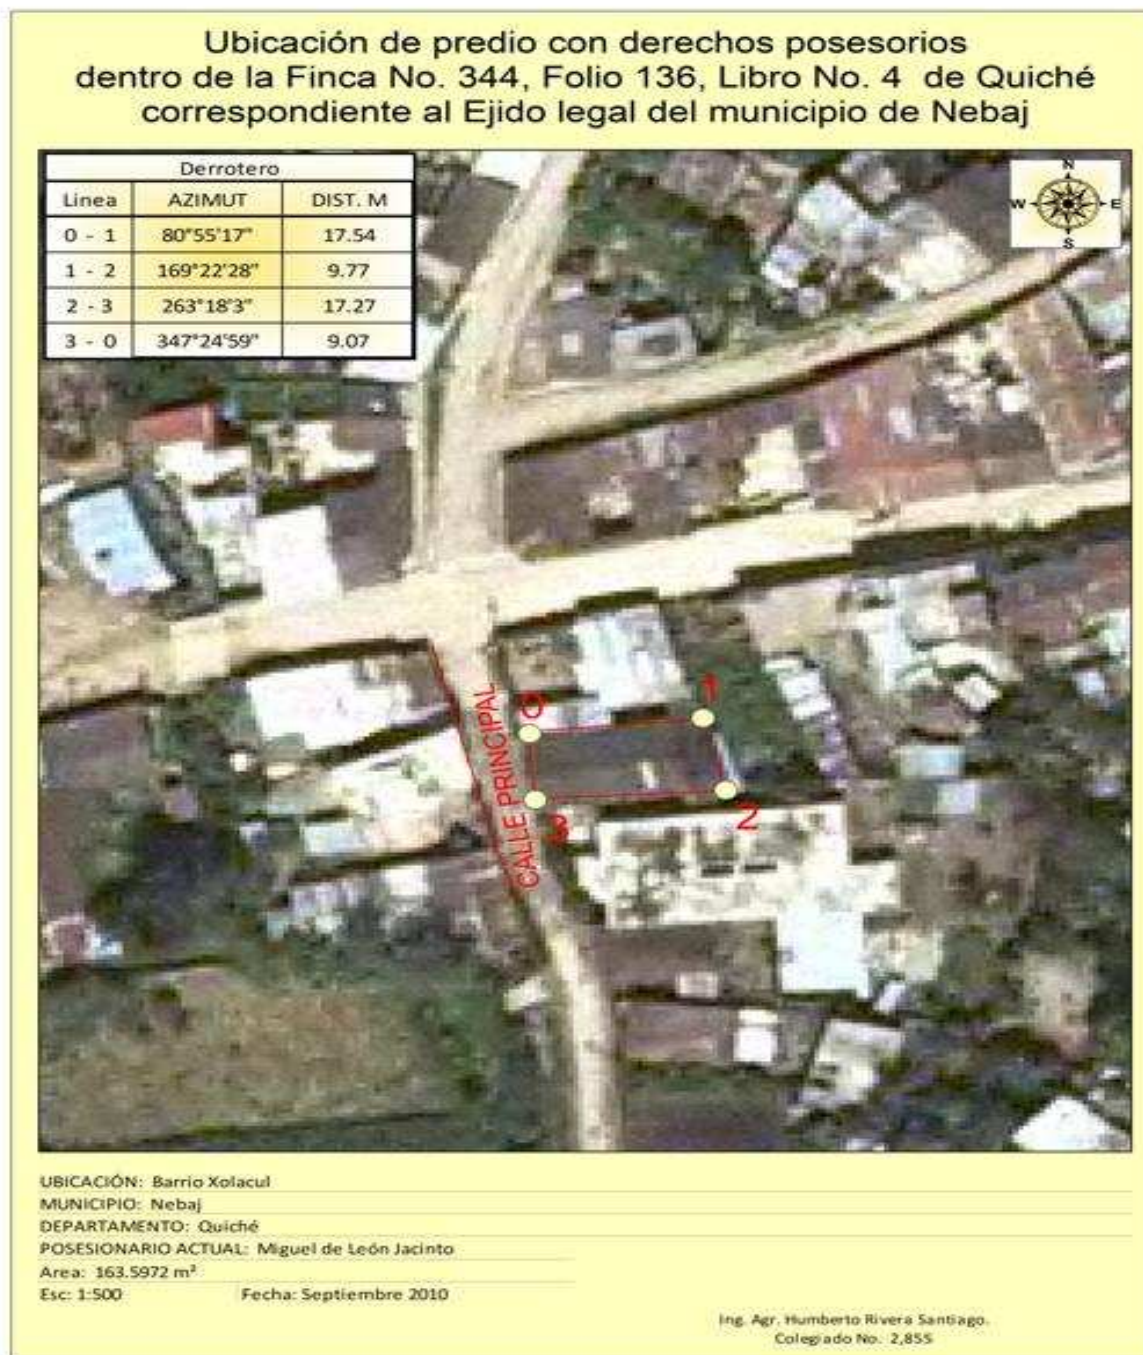 Ubicación de predio con derechos posesorios
dentro de la Finca No. 344, Folio 136, Libro No. 4 de Quiché
correspondiente al Ejido legal del municipio de Nebaj
Derrotero
Linea AZIMUT DIST. M
0 - 1 80°55'17" 17.54
1 - 2 169°22'28" 9.77
2 - 3 263°18'3" 17.27
3 - 0 347°24'59" 9.07
N
W E
S
0
1
CALLE PRINCIPAL
3
2
UBICACIÓN: Barrio Xolacul
MUNICIPIO: Nebaj
DEPARTAMENTO: Quiché
POSESIONARIO ACTUAL: Miguel de León Jacinto
Area: 163.5972 m²
Esc: 1:500 Fecha: Septiembre 2010
Ing. Agr. Humberto Rivera Santiago.
Colegiado No. 2,855